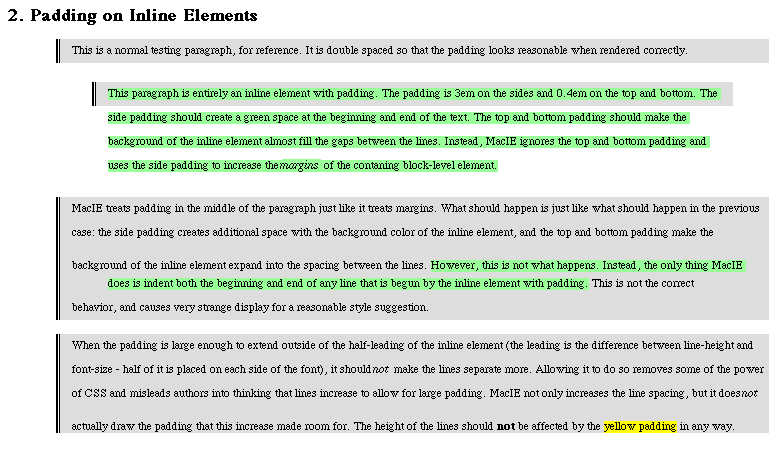 2. Padding on Inline Elements
This is a normal testing paragraph, for reference. It is double spaced so that the padding looks reasonable when rendered correctly.
This paragraph is entirely an inline element with padding. The padding is 3em on the sides and 0.4em on the top and bottom. The
side padding should create a green space at the beginning and end of the text. The top and bottom padding should make the
background of the inline element almost fill the gaps between the lines. Instead, MacIE ignores the top and bottom padding and
uses the side padding to increase the margins of the contaning block-level element.
MacIE treats padding in the middle of the paragraph just like it treats margins. What should happen is just like what should happen in the previous
case: the side padding creates additional space with the background color of the inline element, and the top and bottom padding make the
background of the inline element expand into the spacing between the lines. However, this is not what happens. Instead, the only thing MacIE
does is indent both the beginning and end of any line that is begun by the inline element with padding. This is not the correct
behavior, and causes very strange display for a reasonable style suggestion.
When the padding is large enough to extend outside of the half-leading of the inline element (the leading is the difference between line-height and
font-size - half of it is placed on each side of the font), it should not make the lines separate more. Allowing it to do so removes some of the power
of CSS and misleads authors into thinking that lines increase to allow for large padding. MacIE not only increases the line spacing, but it does not
actually draw the padding that this increase made room for. The height of the lines should not be affected by the yellow padding in any way.